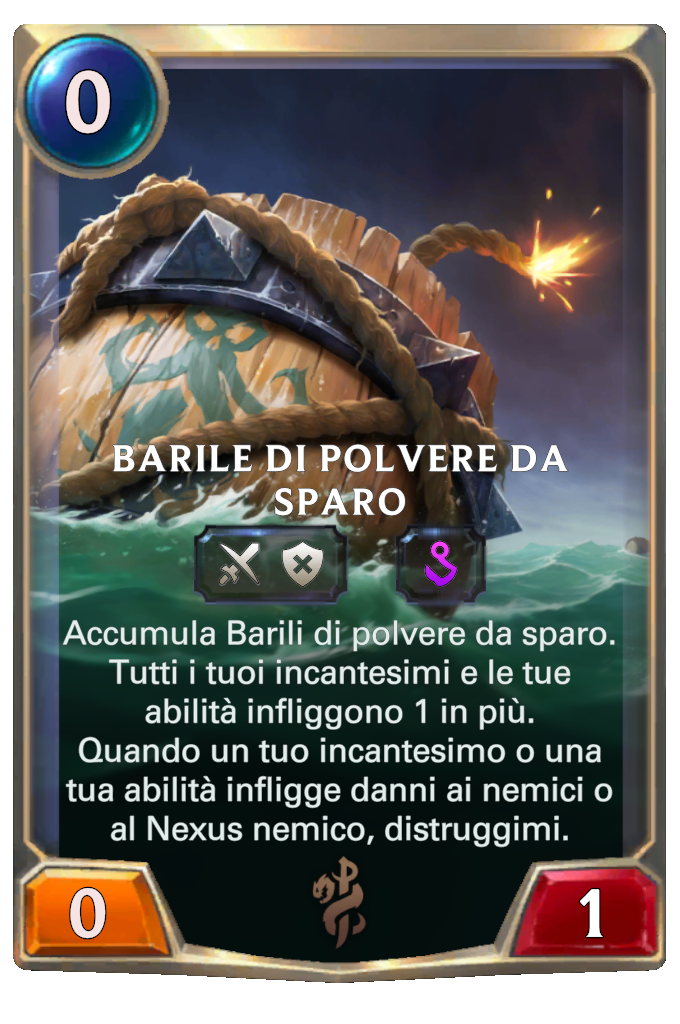 0
BARILE DI POLVERE DA
SPARO
Accumula Barili di polvere da sparo.
Tutti i tuoi incantesimi e le tue
abilità infliggono 1 in più.
Quando un tuo incantesimo o una
tua abilità infligge danni ai nemici o
al Nexus nemico, distruggimi.
0
1